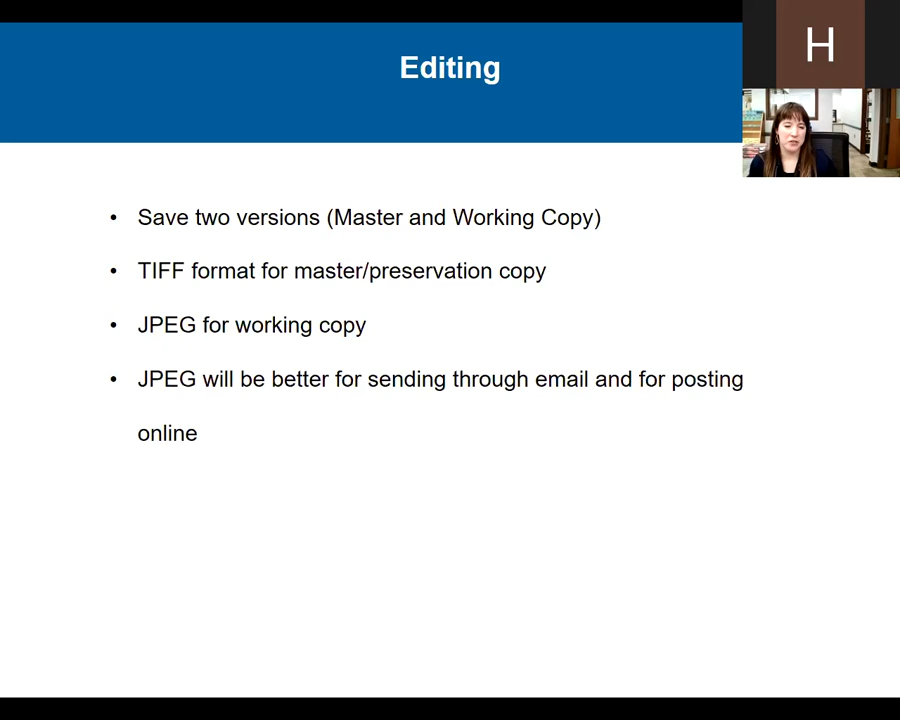 Editing
H
• Save two versions (Master and Working Copy)
• TIFF format for master/preservation copy
• JPEG for working copy
• JPEG will be better for sending through email and for posting
online